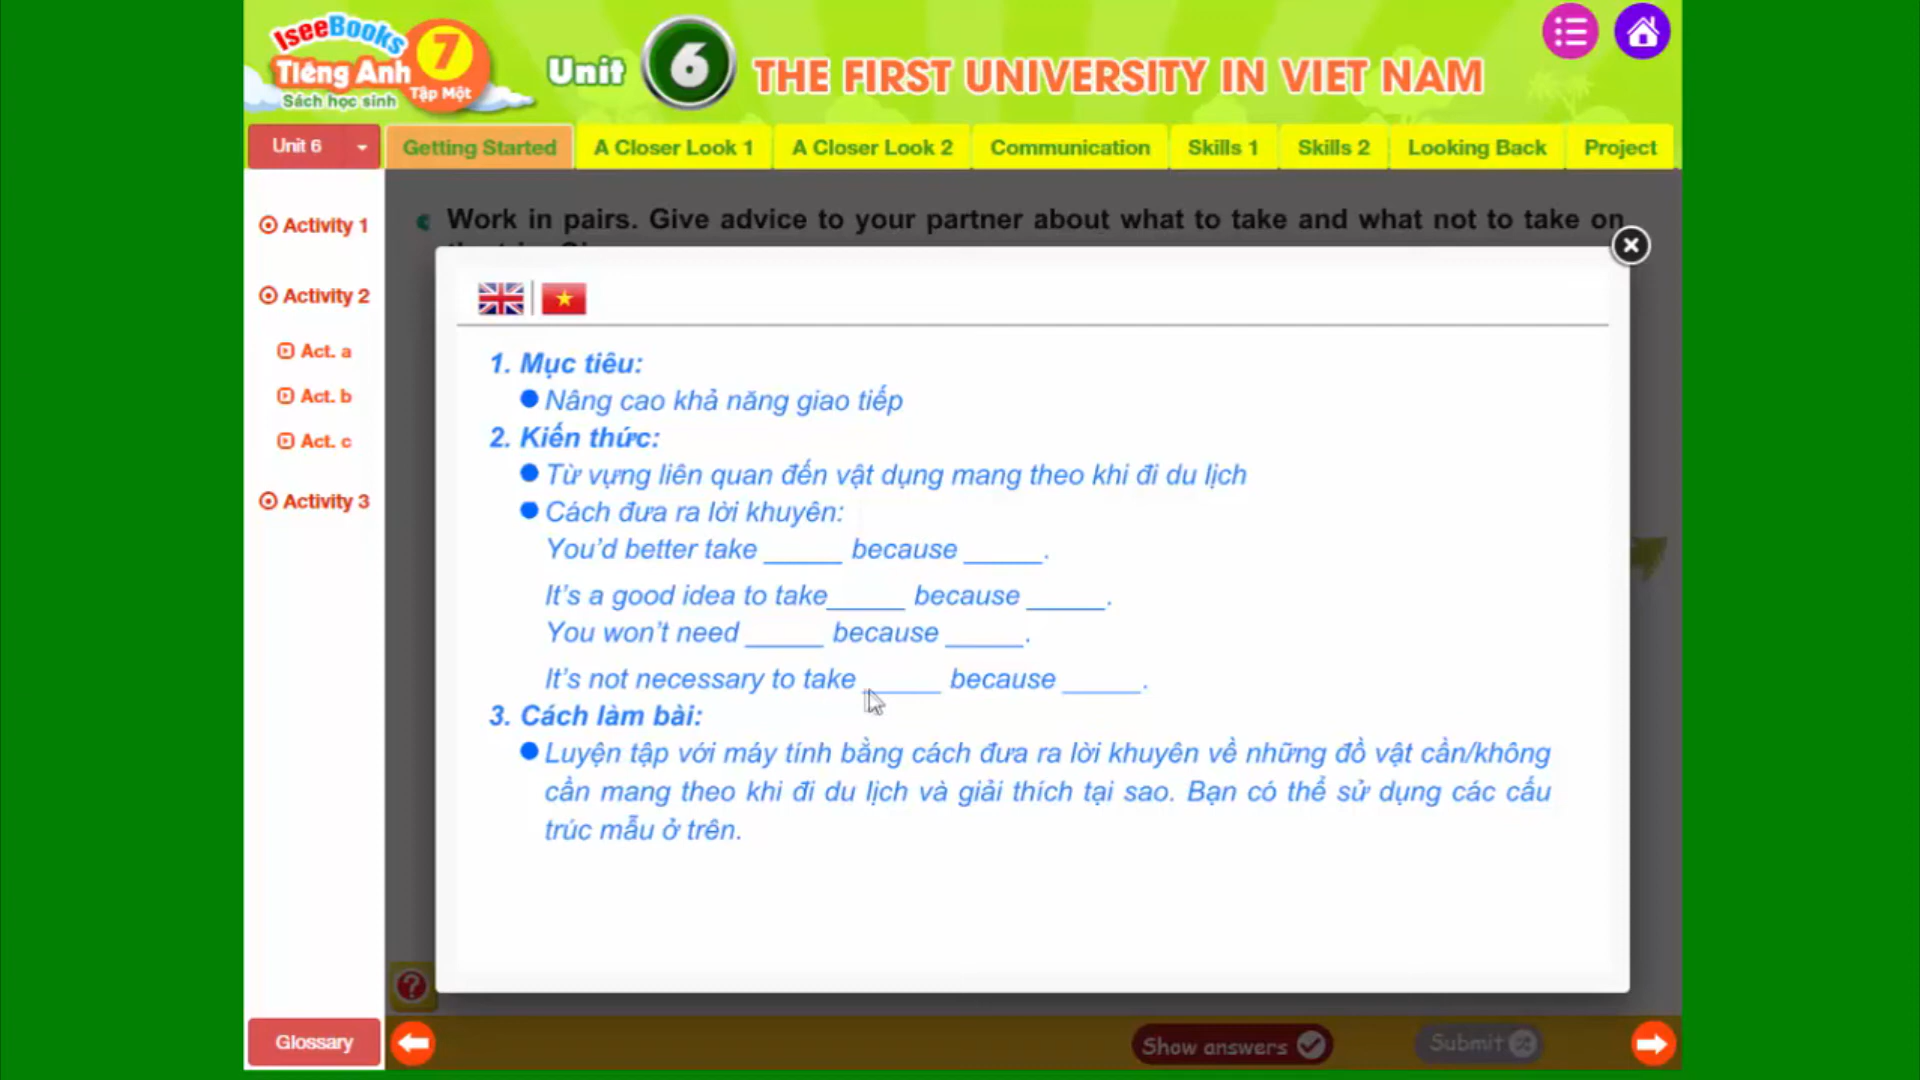 IseeBooks
Tiếng Anh 7
Tập Một
Sách học sinh
Unit 6 THE FIRST UNIVERSITY IN VIET NAM
Unit 6
Getting Started
A Closer Look 1
A Closer Look 2
Communication
Skills 1
Skills 2
Looking Back
Project
Activity 1
Activity 2
Act. a
Act. b
Act. c
Activity 3
Glossary
Work in pairs. Give advice to your partner about what to take and what not to take on
1. Mục tiêu:
Nâng cao khả năng giao tiếp
2. Kiến thức:
Từ vựng liên quan đến vật dụng mang theo khi đi du lịch
Cách đưa ra lời khuyên:
You'd better take _____ because _____.
It's a good idea to take_____ because _____.
You won't need _____ because _____.
It's not necessary to take _____ because _____.
3. Cách làm bài:
Luyện tập với máy tính bằng cách đưa ra lời khuyên về những đồ vật cần/không
cần mang theo khi đi du lịch và giải thích tại sao. Bạn có thể sử dụng các cấu
trúc mẫu ở trên.
?
Show answers
Submit